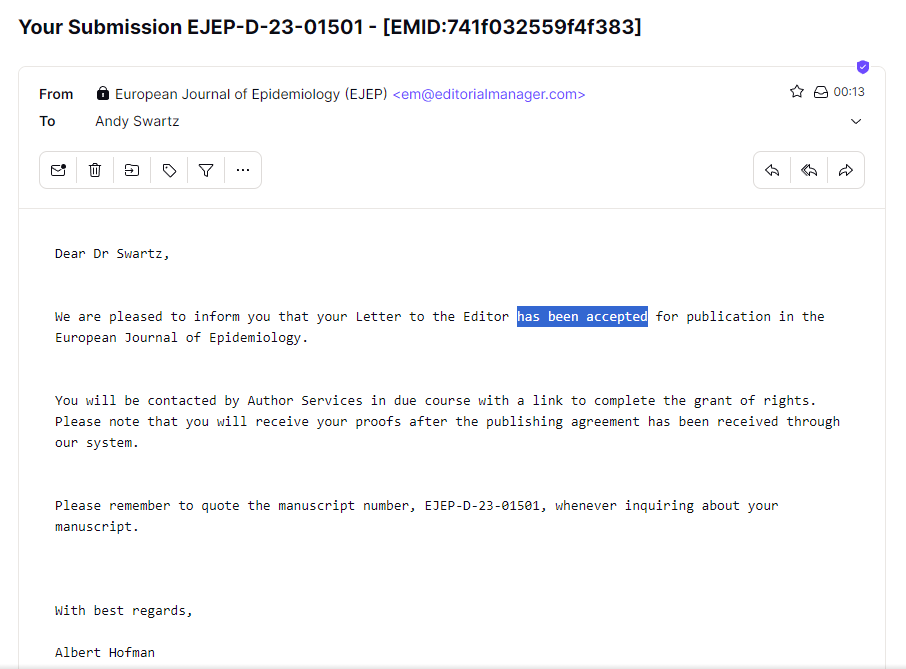 Your Submission EJEP-D-23-01501 - [EMID:741f032559f4f383]
From European Journal of Epidemiology (EJEP) <em@editorialmanager.com> 00:13
To Andy Swartz
Dear Dr Swartz,
We are pleased to inform you that your Letter to the Editor has been accepted for publication in the
European Journal of Epidemiology.
You will be contacted by Author Services in due course with a link to complete the grant of rights.
Please note that you will receive your proofs after the publishing agreement has been received through
our system.
Please remember to quote the manuscript number, EJEP-D-23-01501, whenever inquiring about your
manuscript.
With best regards,
Albert Hofman